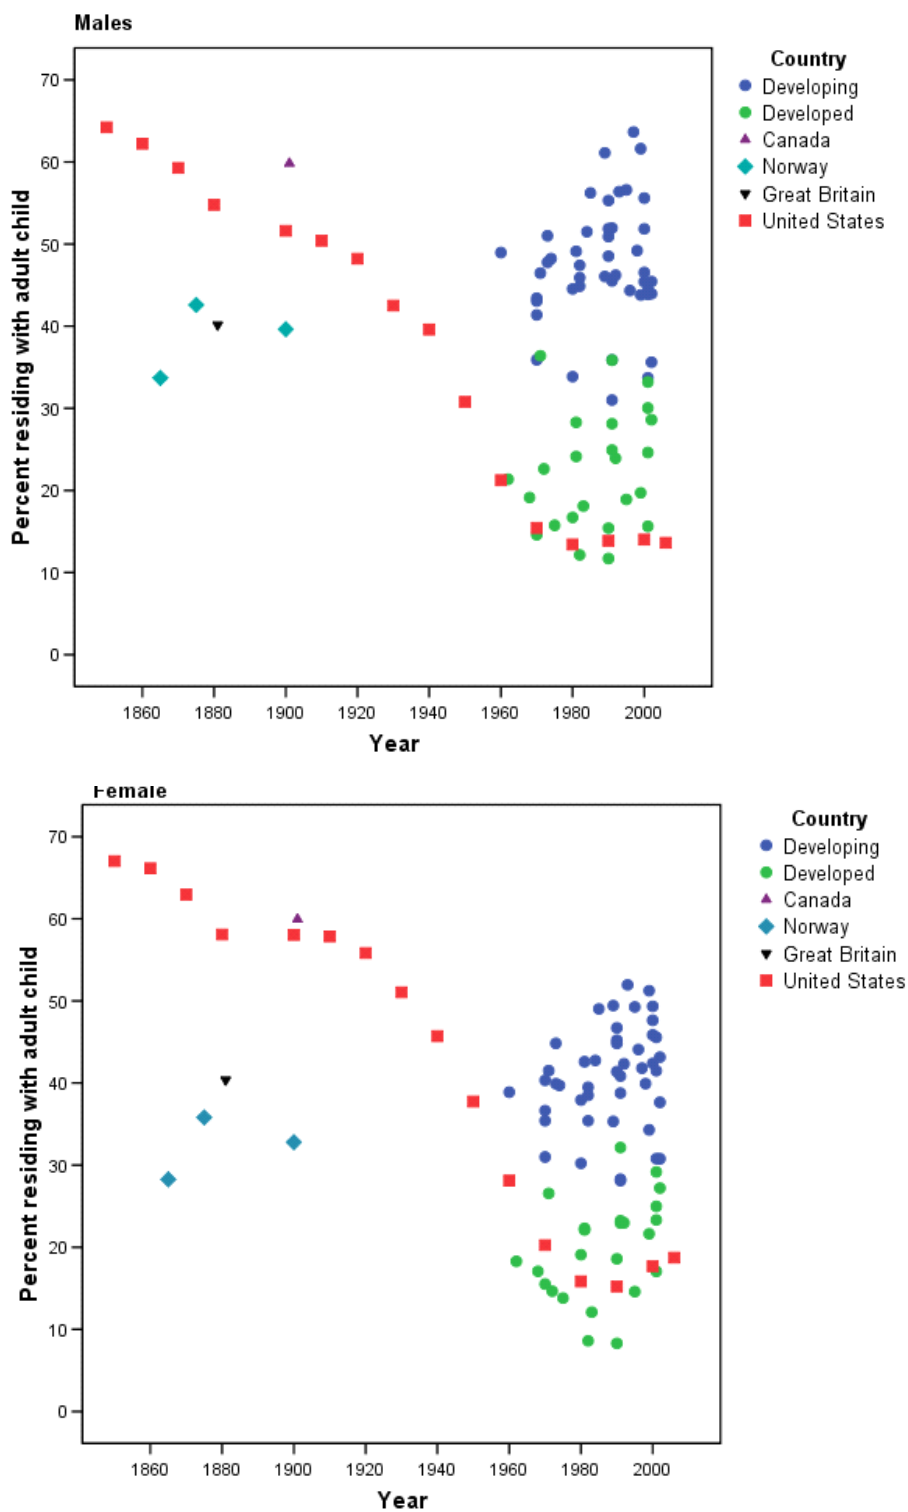 Males
Country
Developing
Developed
Canada
Norway
Great Britain
United States
Percent residing with adult child
70
60
50
40
30
20
10
0
1860 1880 1900 1920 1940 1960 1980 2000
Year
Female
Country
Developing
Developed
Canada
Norway
Great Britain
United States
Percent residing with adult child
70
60
50
40
30
20
10
0
1860 1880 1900 1920 1940 1960 1980 2000
Year